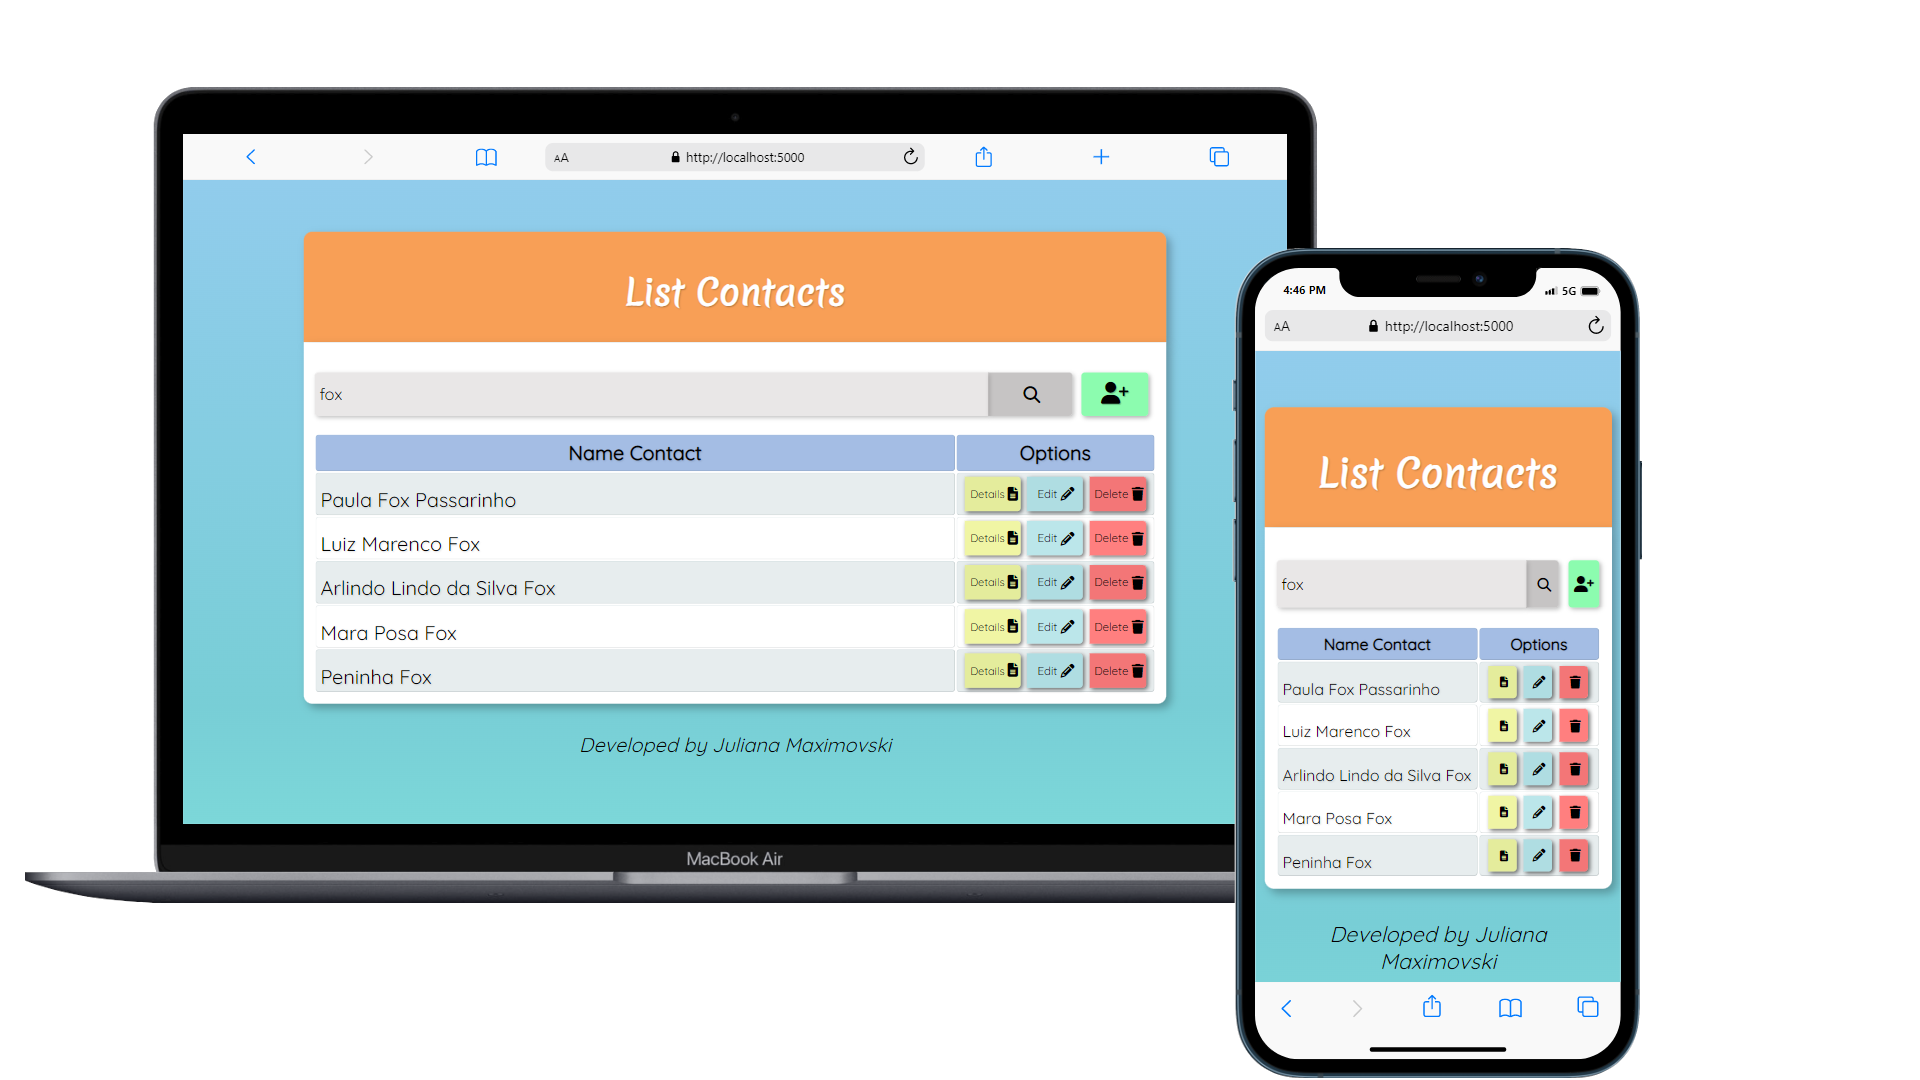 AA http://localhost:5000
List Contacts
fox
Name Contact Options
Paula Fox Passarinho Details Edit Delete
Luiz Marenco Fox Details Edit Delete
Arlindo Lindo da Silva Fox Details Edit Delete
Mara Posa Fox Details Edit Delete
Peninha Fox Details Edit Delete
Developed by Juliana Maximovski
MacBook Air
4:46 PM 5G
AA http://localhost:5000
List Contacts
fox
Name Contact Options
Paula Fox Passarinho
Luiz Marenco Fox
Arlindo Lindo da Silva Fox
Mara Posa Fox
Peninha Fox
Developed by Juliana
Maximovski